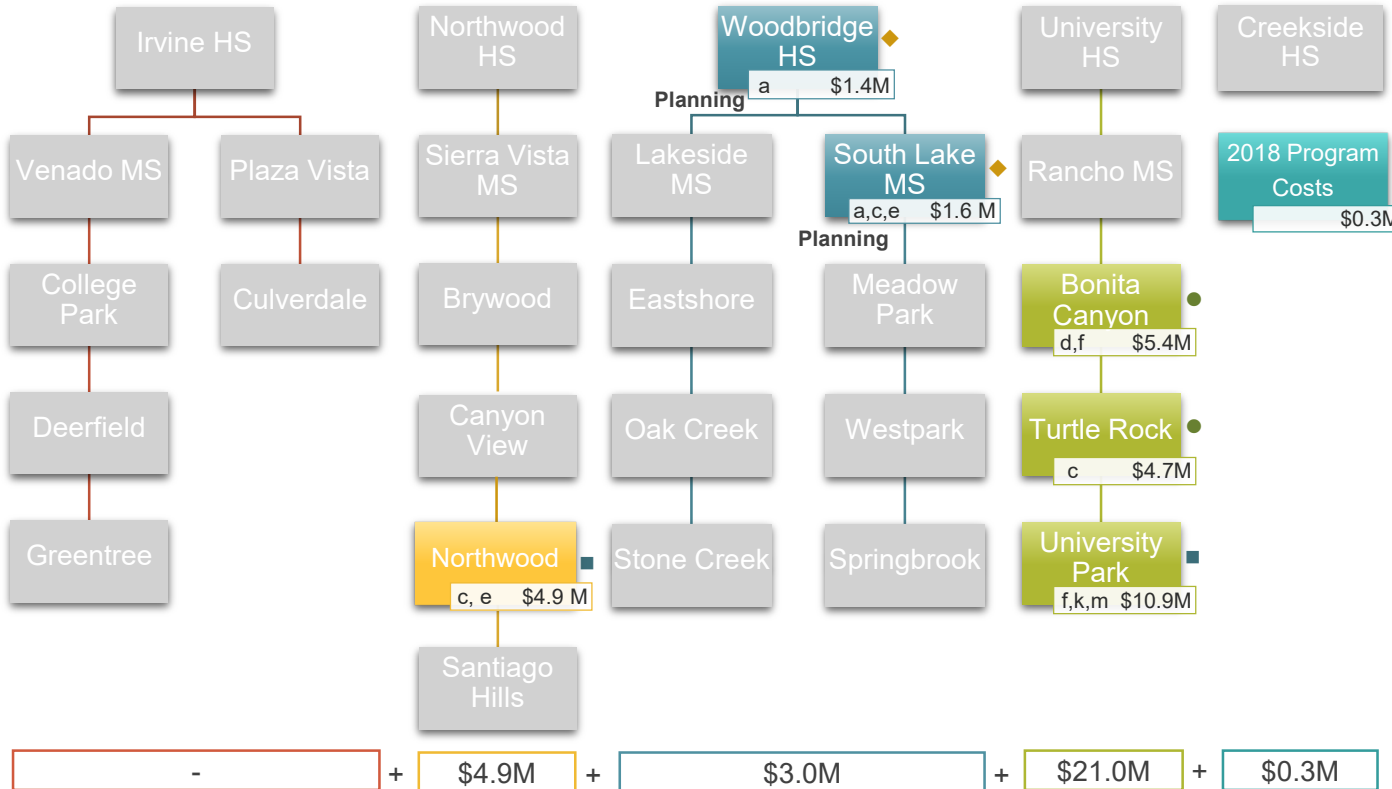 Irvine HS
Northwood
HS
Woodbridge
HS
a $1.4M
University
HS
Creekside
HS
Planning
Venado MS
Plaza Vista
Sierra Vista
MS
Lakeside
MS
South Lake
MS
a,c,e $1.6 M
Rancho MS
2018 Program
Costs
$0.3M
Planning
College
Park
Culverdale
Brywood
Eastshore
Meadow
Park
Bonita
Canyon
d,f $5.4M
Deerfield
Canyon
View
Oak Creek
Westpark
Turtle Rock
c $4.7M
Greentree
Northwood
c, e $4.9 M
Stone Creek
Springbrook
University
Park
f,k,m $10.9M
Santiago
Hills
- + $4.9M + $3.0M + $21.0M + $0.3M